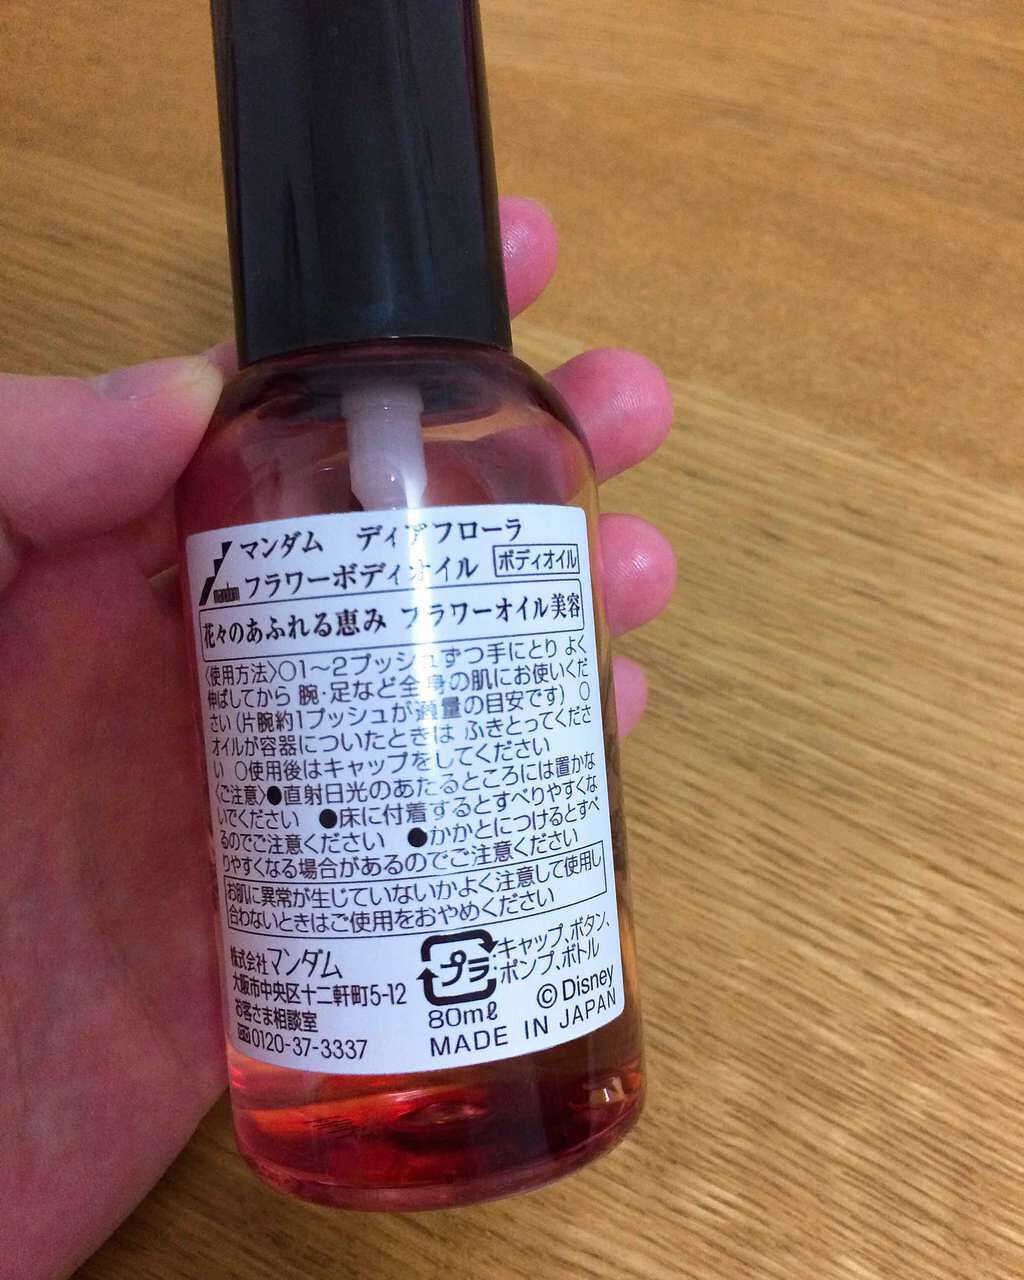 マンダム ディアフローラ
mandom
フラワーボディオイル ボディオイル
花々のあふれる恵み フラワーオイル美容
〈使用方法〉○1～2プッシュずつ手にとり よく
伸ばしてから 腕・足など全身の肌にお使いくだ
さい（片腕約1プッシュが適量の目安です） ○
オイルが容器についたときは ふきとってくださ
い ○使用後はキャップをしてください
〈ご注意〉●直射日光のあたるところには置かな
いでください ●床に付着するとすべりやすくな
るのでご注意ください ●かかとにつけるとすべ
りやすくなる場合があるのでご注意ください
お肌に異常が生じていないかよく注意して使用し
合わないときはご使用をおやめください
株式会社マンダム
大阪市中央区十二軒町5-12
お客さま相談室
0120-37-3337
プラ
:キャップ、ボタン、
ポンプ、ボトル
80mℓ
©Disney
MADE IN JAPAN